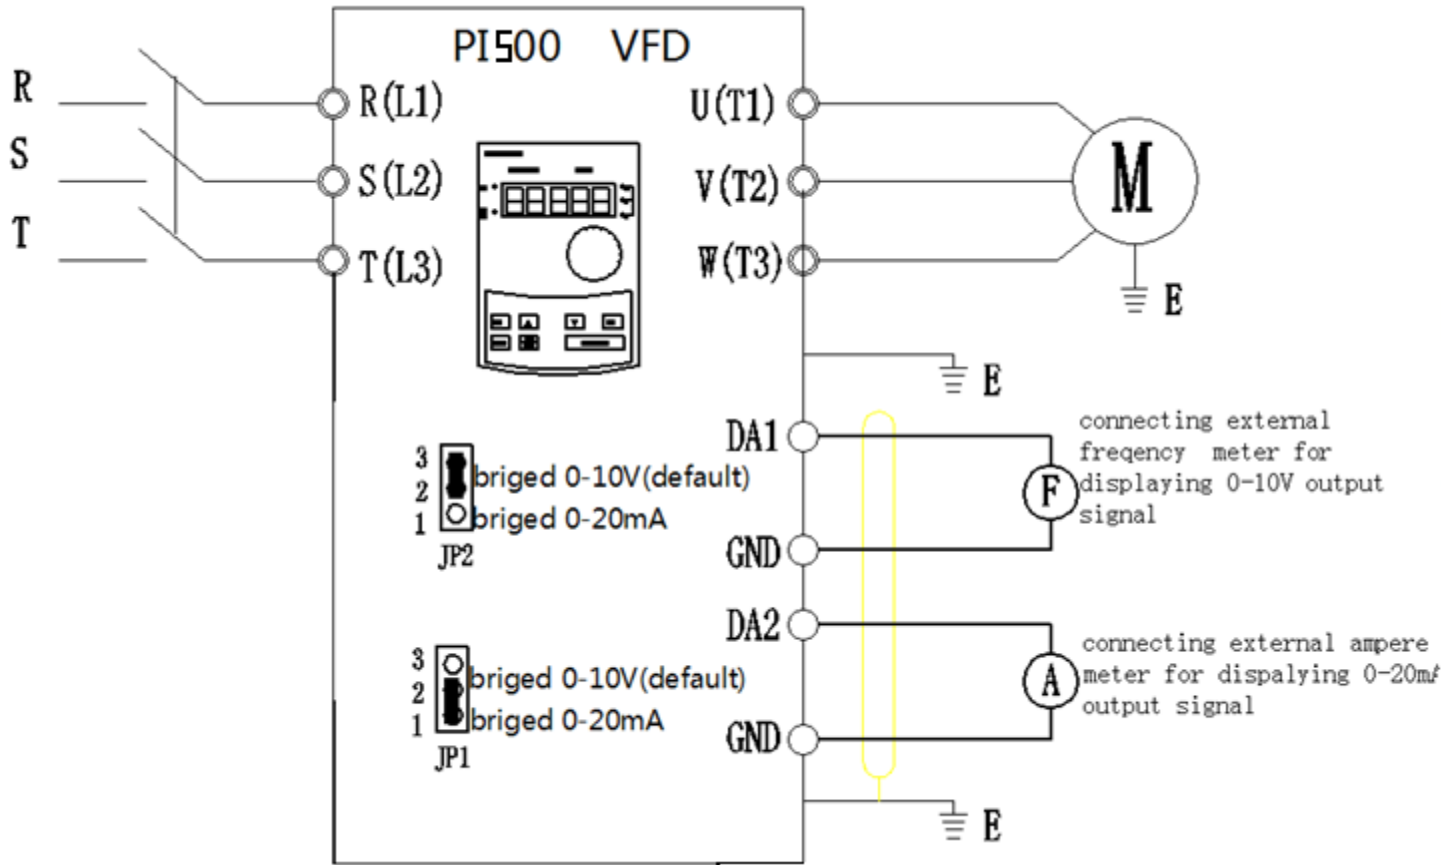 PI500 VFD
R
S
T
R(L1)
S(L2)
T(L3)
U(T1)
V(T2)
W(T3)
M
E
E
3
2
1
briged 0-10V(default)
briged 0-20mA
JP2
DA1
GND
F
connecting external
freqency meter for
displaying 0-10V output
signal
3
2
1
briged 0-10V(default)
briged 0-20mA
JP1
DA2
GND
A
connecting external ampere
meter for dispalying 0-20mA
output signal
E